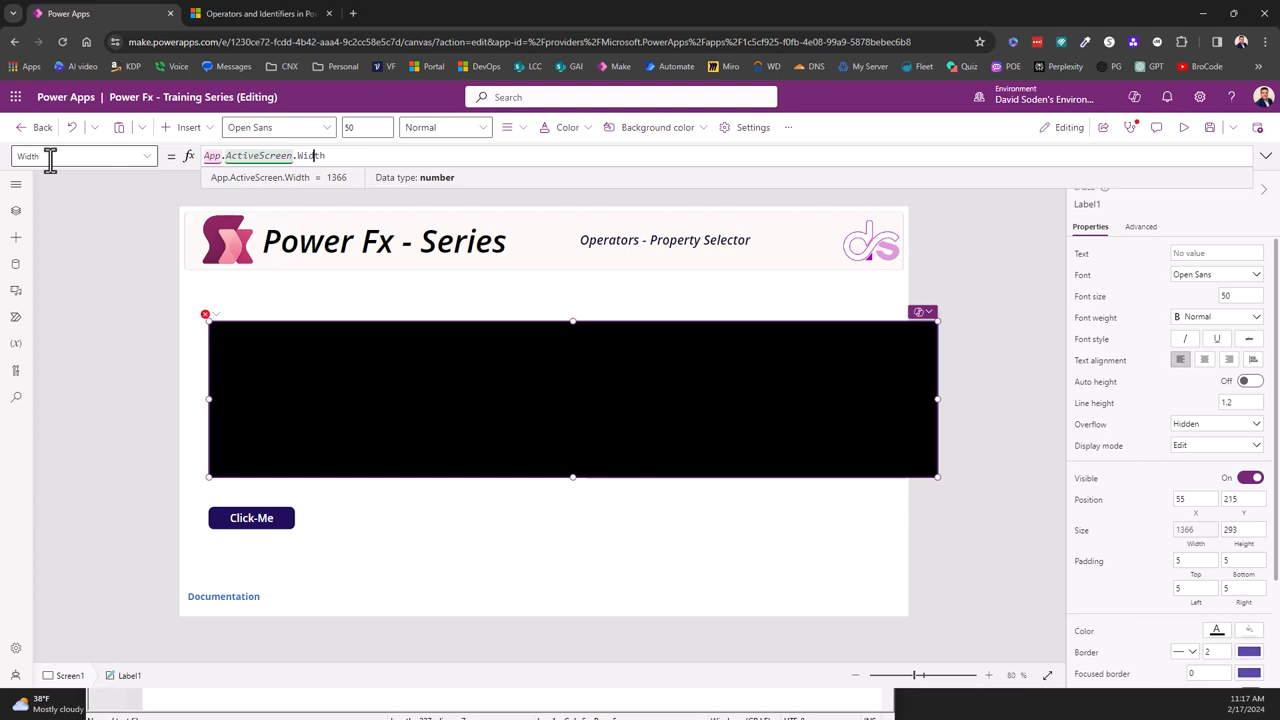 Power Apps
Operators and Identifiers in Pow
make.powerapps.com/e/1230ce72-fcdd-4b42-aaa4-9c2cc58e5c7d/canvas/?action=edit&app-id=%2Fproviders%2FMicrosoft.PowerApps%2Fapps%2F1c5cf925-f0fb-4e08-99a9-5878bebec6b8
Apps
AI video
KDP
Voice
Messages
CNX
Personal
VF
Portal
DevOps
LCC
GAI
Make
Automate
Miro
WD
DNS
My Server
Fleet
Quiz
POE
Perplexity
PG
GPT
BroCode
Power Apps | Power Fx - Training Series (Editing)
Search
Environment
David Soden's Environ...
Back
Insert
Open Sans
50
Normal
Color
Background color
Settings
Editing
Width
= fx
App.ActiveScreen.Width
App.ActiveScreen.Width = 1366
Data type: number
Label1
Power Fx - Series
Operators - Property Selector
Properties
Advanced
Text
No value
Font
Open Sans
Font size
50
Font weight
B Normal
Font style
Text alignment
Auto height
Off
Line height
1.2
Overflow
Hidden
Display mode
Edit
Visible
On
Position
55
215
X
Y
Size
1366
293
Width
Height
Padding
5
5
Top
Bottom
5
5
Left
Right
Color
A
Border
2
Focused border
0
Click-Me
Documentation
Screen1
Label1
80 %
38°F
Mostly cloudy
11:17 AM
2/17/2024